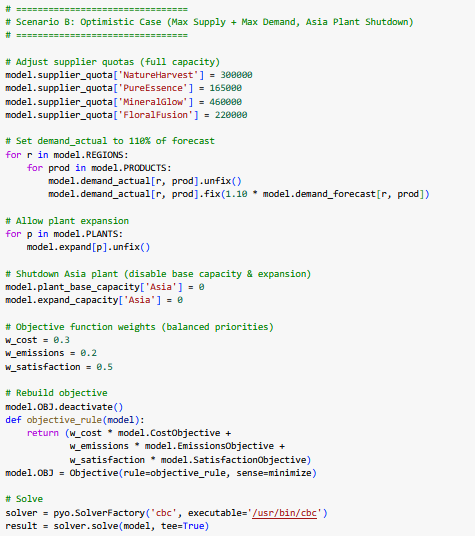 # ================================
# Scenario B: Optimistic Case (Max Supply + Max Demand, Asia Plant Shutdown)
# ================================
# Adjust supplier quotas (full capacity)
model.supplier_quota['NatureHarvest'] = 300000
model.supplier_quota['PureEssence'] = 165000
model.supplier_quota['MineralGlow'] = 460000
model.supplier_quota['FloralFusion'] = 220000
# Set demand_actual to 110% of forecast
for r in model.REGIONS:
    for prod in model.PRODUCTS:
        model.demand_actual[r, prod].unfix()
        model.demand_actual[r, prod].fix(1.10 * model.demand_forecast[r, prod])
# Allow plant expansion
for p in model.PLANTS:
    model.expand[p].unfix()
# Shutdown Asia plant (disable base capacity & expansion)
model.plant_base_capacity['Asia'] = 0
model.expand_capacity['Asia'] = 0
# Objective function weights (balanced priorities)
w_cost = 0.3
w_emissions = 0.2
w_satisfaction = 0.5
# Rebuild objective
model.OBJ.deactivate()
def objective_rule(model):
    return (w_cost * model.CostObjective +
            w_emissions * model.EmissionsObjective +
            w_satisfaction * model.SatisfactionObjective)
model.OBJ = Objective(rule=objective_rule, sense=minimize)
# Solve
solver = pyo.SolverFactory('cbc', executable='/usr/bin/cbc')
result = solver.solve(model, tee=True)